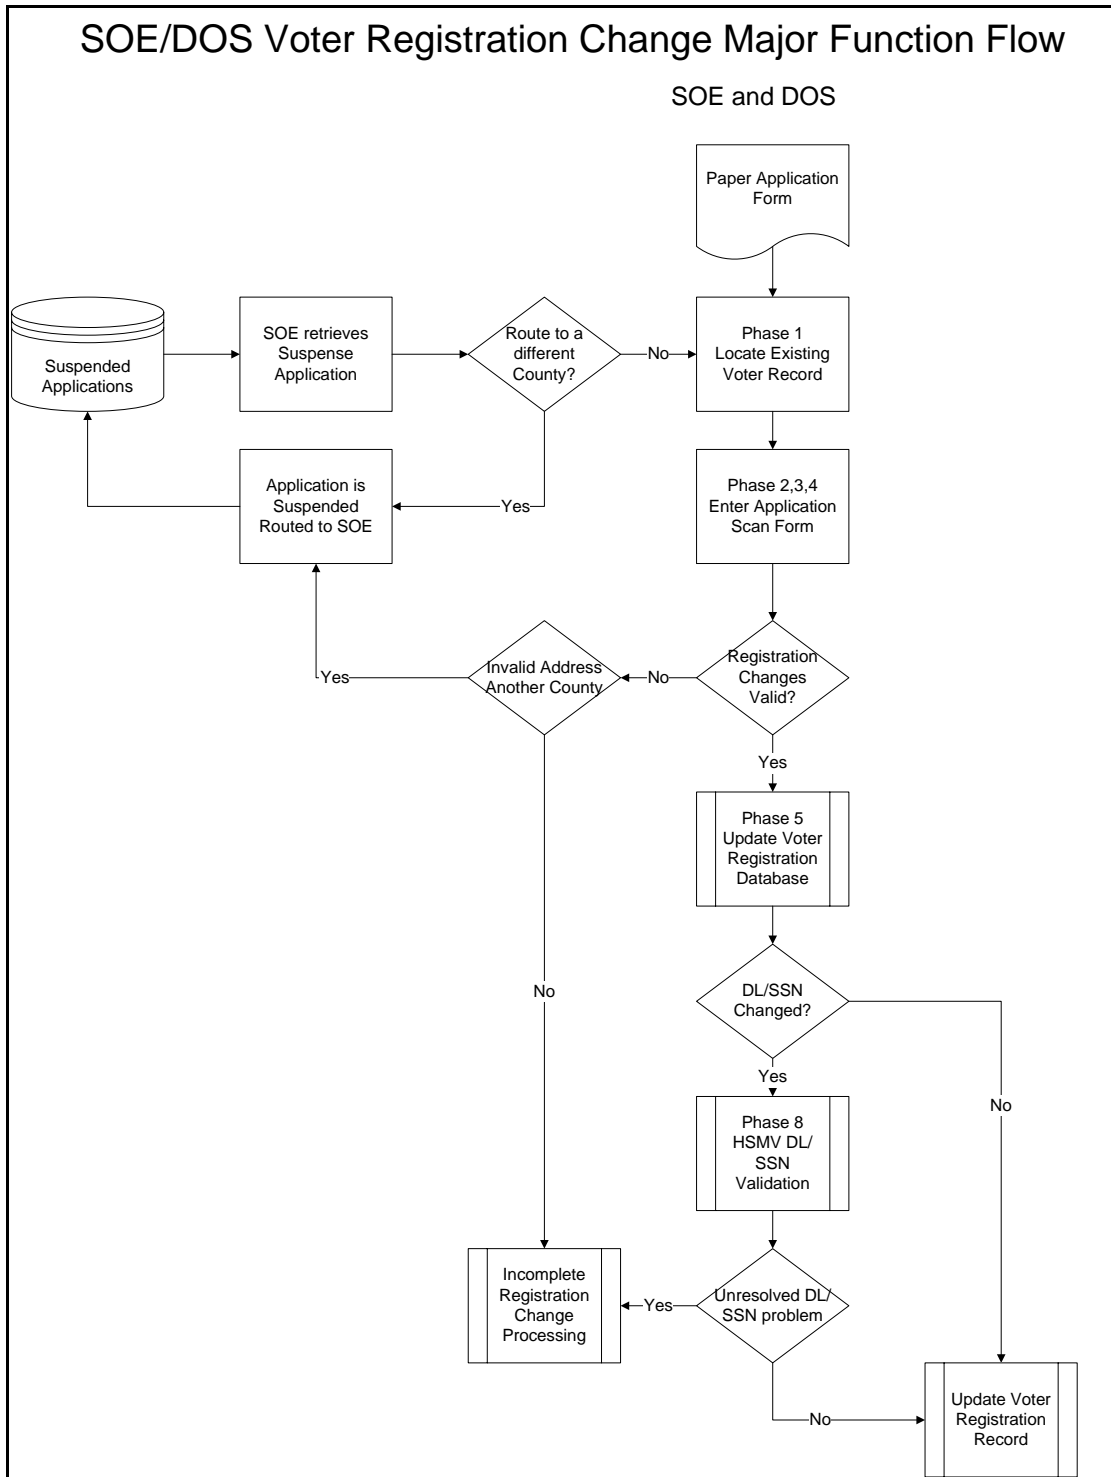 SOE/DOS Voter Registration Change Major Function Flow
SOE and DOS
Paper Application
Form
Suspended
Applications
SOE retrieves
Suspense
Application
Route to a
different
County?
No
Phase 1
Locate Existing
Voter Record
Application is
Suspended
Routed to SOE
Yes
Phase 2,3,4
Enter Application
Scan Form
Yes
Invalid Address
Another County
No
Registration
Changes
Valid?
Yes
Phase 5
Update Voter
Registration
Database
No
DL/SSN
Changed?
Yes
No
Phase 8
HSMV DL/
SSN
Validation
Incomplete
Registration
Change
Processing
Yes
Unresolved DL/
SSN problem
No
Update Voter
Registration
Record